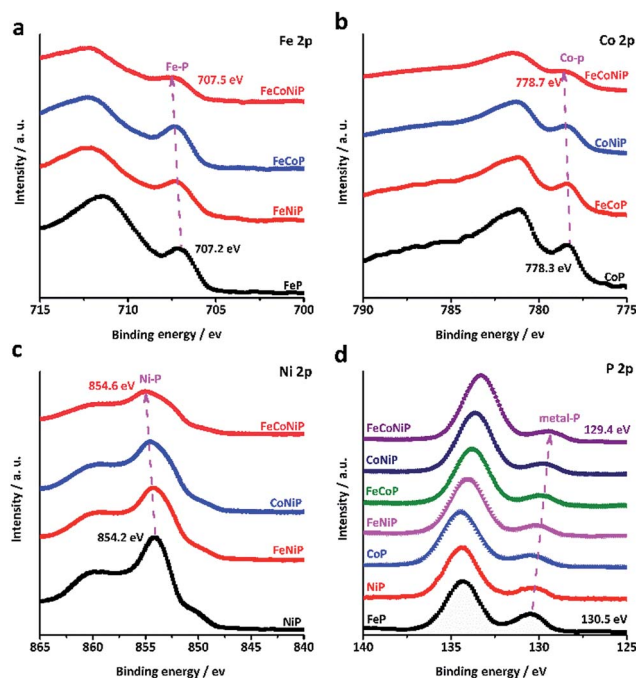 a
Fe 2p
Fe-P
707.5 eV
FeCoNiP
FeCoP
FeNiP
707.2 eV
FeP
Intensity / a. u.
715 710 705 700
Binding energy / eV
b
Co 2p
Co-p
778.7 eV
FeCoNiP
CoNiP
FeCoP
778.3 eV
CoP
Intensity / a. u.
790 785 780 775
Binding energy / eV
c
Ni 2p
Ni-P
854.6 eV
FeCoNiP
CoNiP
854.2 eV
FeNiP
NiP
Intensity / a. u.
865 860 855 850 845 840
Binding energy / eV
d
P 2p
metal-P
129.4 eV
FeCoNiP
CoNiP
FeCoP
FeNiP
CoP
NiP
FeP
130.5 eV
Intensity / a. u.
140 135 130 125
Binding energy / eV